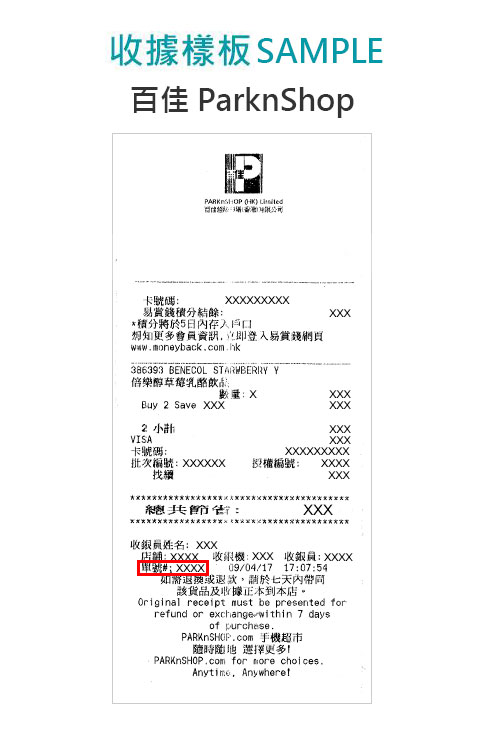 收據樣板 SAMPLE
百佳 ParknShop
佳
P
PARKnSHOP (HK) Limited
百佳超級市場(香港)有限公司
卡號碼: XXXXXXXXX
易賞錢積分結餘: XXX
*積分將於5日內存入戶口
想知更多會員資訊,立即登入易賞錢網頁
www.moneyback.com.hk
386393 BENECOL STARWBERRY Y
倍樂醇草莓乳酪飲品
數量: X XXX
Buy 2 Save XXX XXX
2 小計 XXX
VISA XXX
卡號碼: XXXXXXXXX
批次編號: XXXXXX 授權編號: XXXX
找續 XXX
****************************************
總共節省: XXX
****************************************
收銀員姓名: XXX
店鋪: XXXX 收銀機: XXX 收銀員: XXXX
單號#: XXXX 09/04/17 17:07:54
如需退換或退款,請於七天內帶同
該貨品及收據正本到本店。
Original receipt must be presented for
refund or exchange within 7 days
of purchase.
PARKnSHOP.com 手機超市
隨時隨地 選擇更多!
PARKnSHOP.com for more choices.
Anytime, Anywhere!